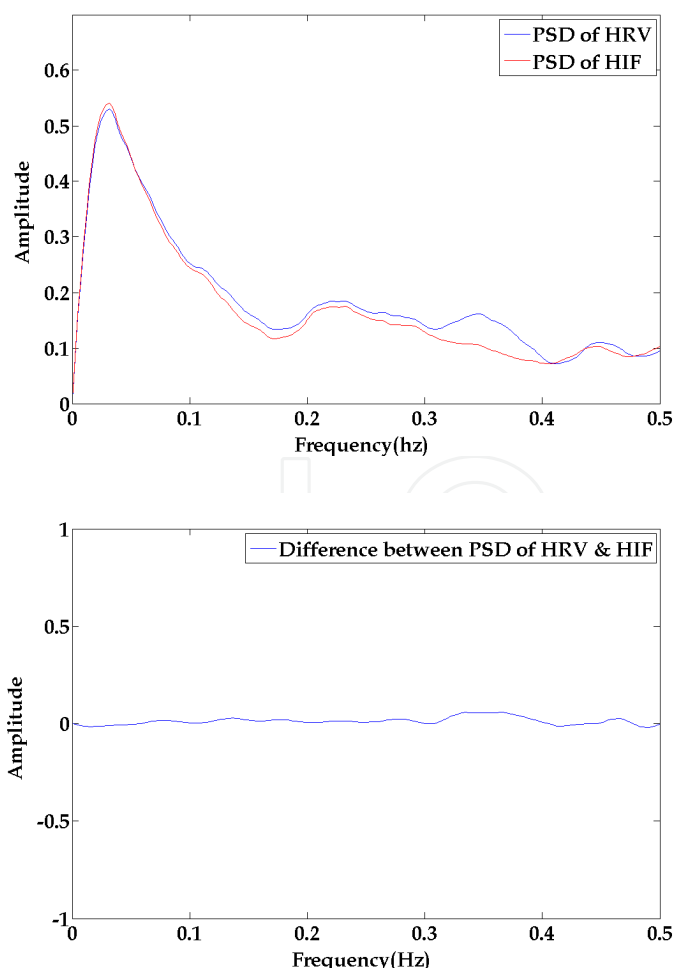 PSD of HRV
PSD of HIF
0.6
0.5
0.4
0.3
0.2
0.1
0
Amplitude
0 0.1 0.2 0.3 0.4 0.5
Frequency(hz)
Difference between PSD of HRV & HIF
1
0.5
0
-0.5
-1
Amplitude
0 0.1 0.2 0.3 0.4 0.5
Frequency(Hz)